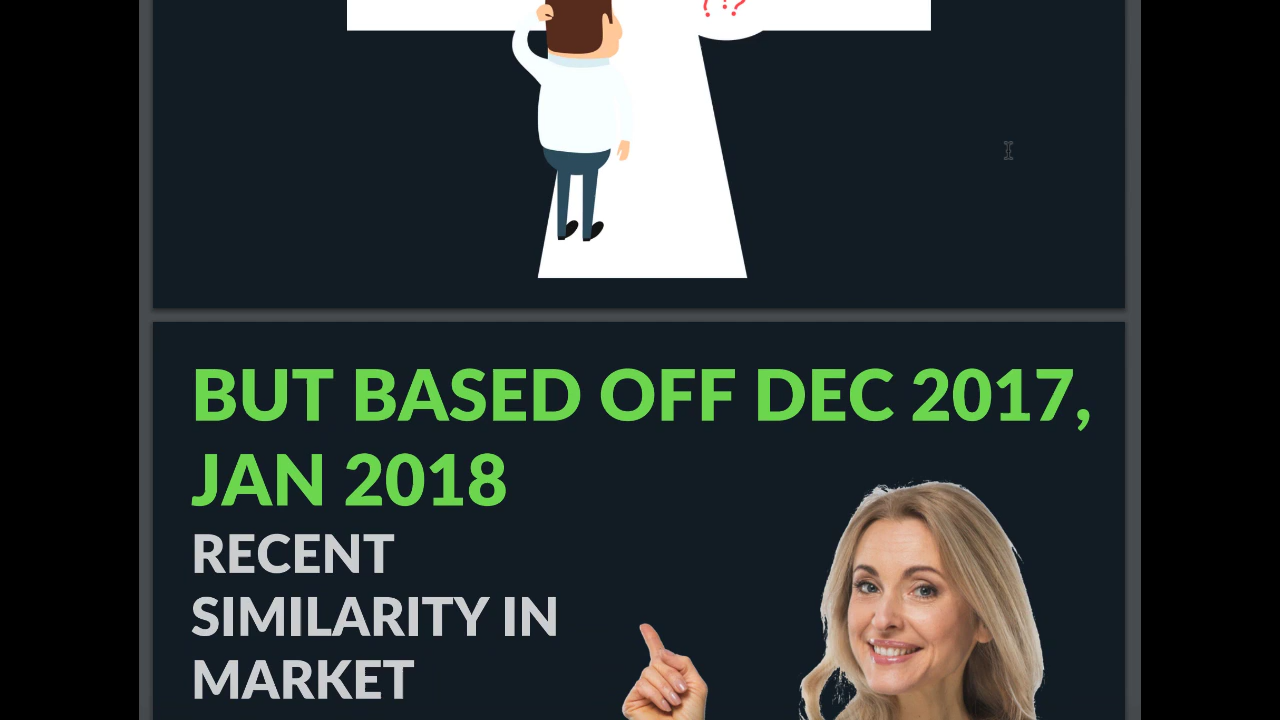 ? ! ?
BUT BASED OFF DEC 2017,
JAN 2018
RECENT
SIMILARITY IN
MARKET